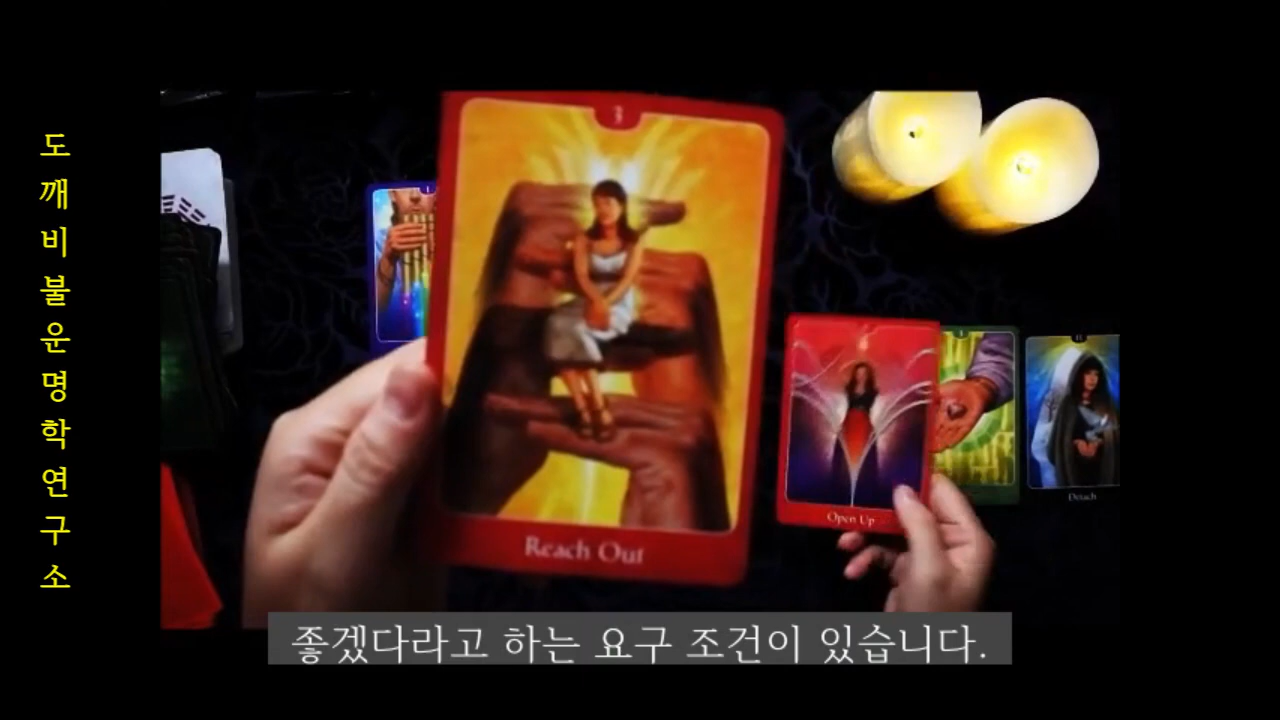 도깨비불운명학연구소
3
Reach Out
Open Up
Detach
좋겠다라고 하는 요구 조건이 있습니다.